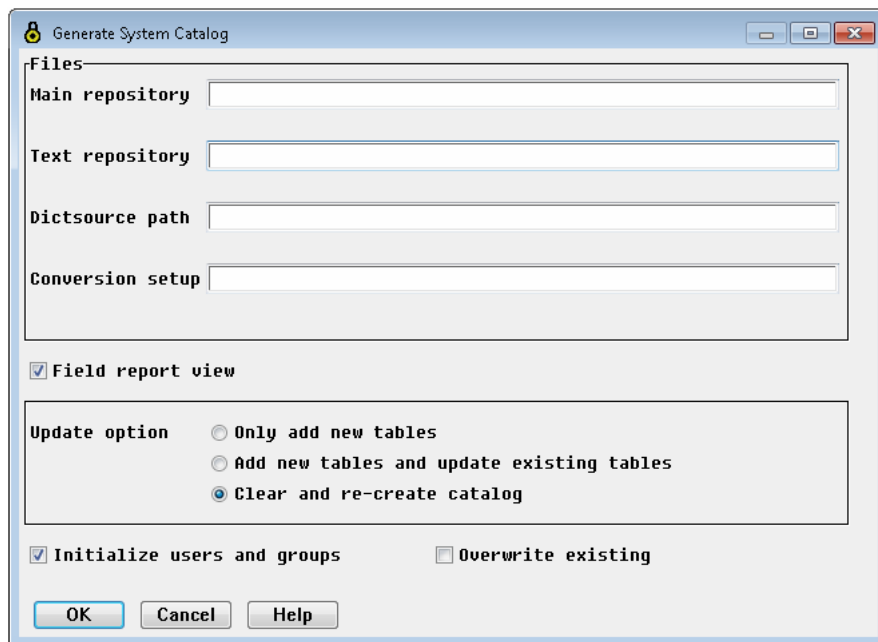 Generate System Catalog
Files
Main repository
Text repository
Dictsource path
Conversion setup
Field report view
Update option Only add new tables
Add new tables and update existing tables
Clear and re-create catalog
Initialize users and groups Overwrite existing
OK Cancel Help